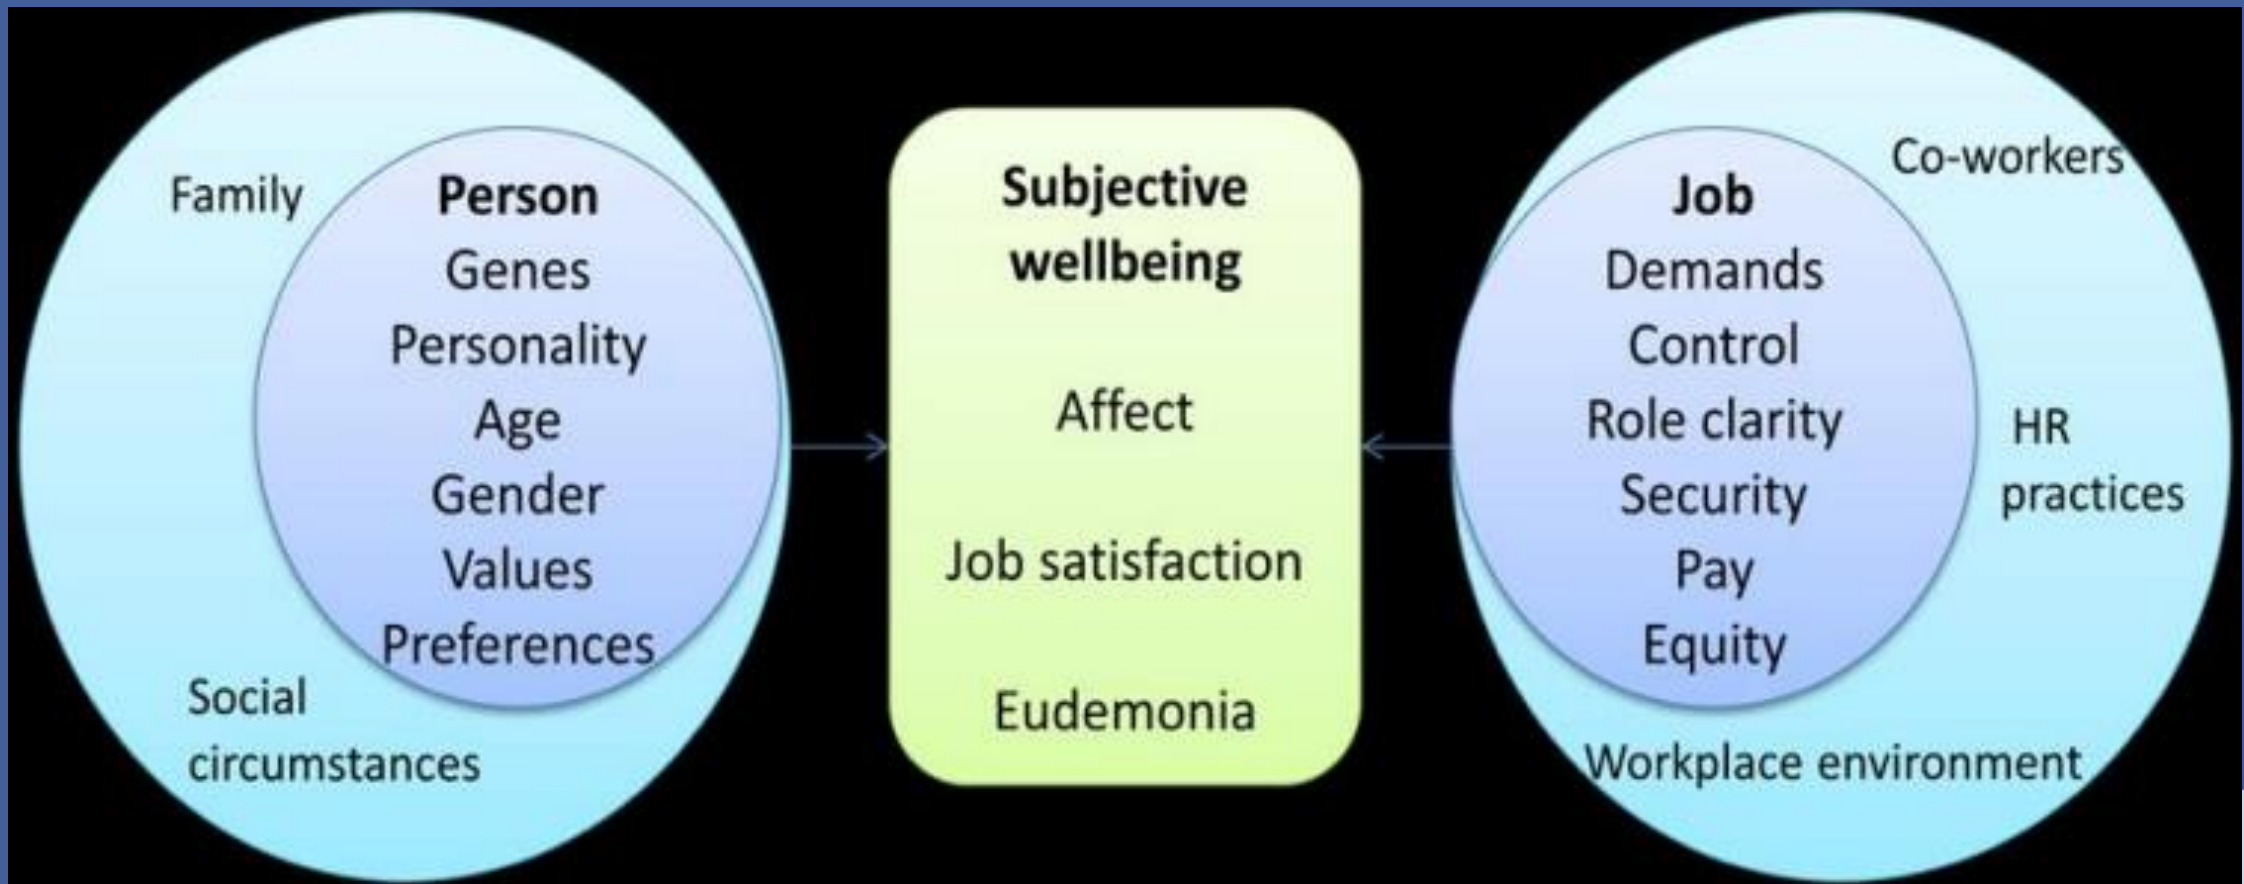 Family
Person
Genes
Personality
Age
Gender
Values
Preferences
Social
circumstances
Subjective
wellbeing
Affect
Job satisfaction
Eudemonia
Co-workers
Job
Demands
Control
Role clarity
Security
Pay
Equity
HR
practices
Workplace environment